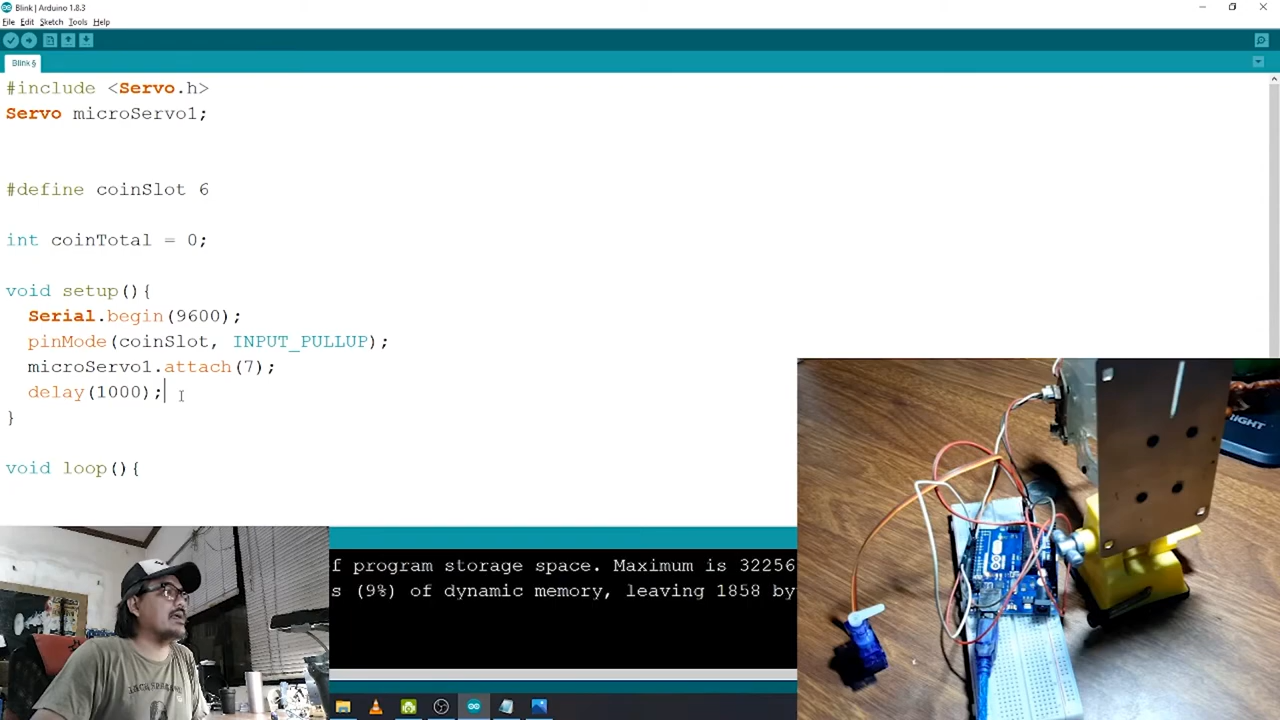 Blink | Arduino 1.8.3
File Edit Sketch Tools Help
Blink §
#include <Servo.h>
Servo microServo1;
#define coinSlot 6
int coinTotal = 0;
void setup(){
Serial.begin(9600);
pinMode(coinSlot, INPUT_PULLUP);
microServo1.attach(7);
delay(1000);
}
void loop(){
f program storage space. Maximum is 32256
s (9%) of dynamic memory, leaving 1858 by